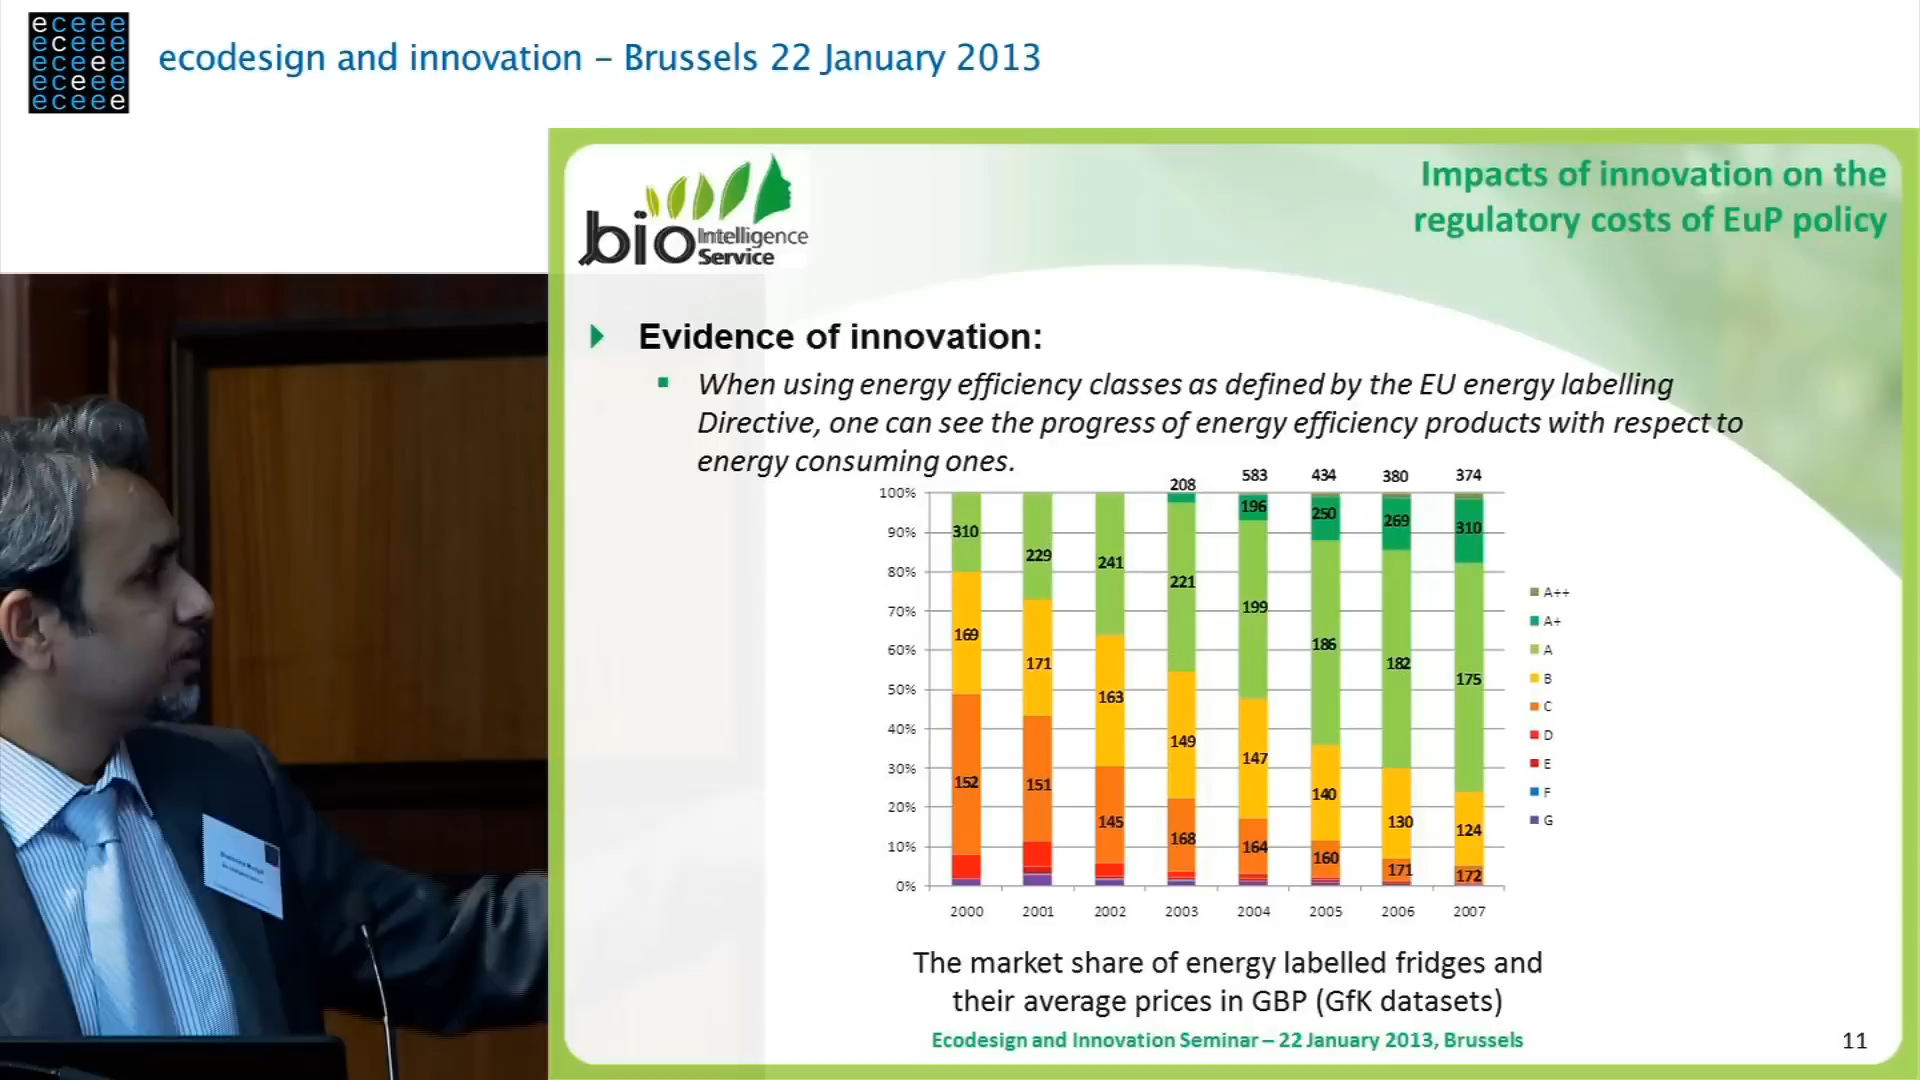 eceee
eceee
eceee
eceee
eceee
ecodesign and innovation – Brussels 22 January 2013
bio Intelligence
Service
Impacts of innovation on the
regulatory costs of EuP policy
Evidence of innovation:
When using energy efficiency classes as defined by the EU energy labelling
Directive, one can see the progress of energy efficiency products with respect to
energy consuming ones.
208 583 434 380 374
100%
90%
80%
70%
60%
50%
40%
30%
20%
10%
0%
310 169 152
229 171 151
241 163 145
221 149 168
196 199 147 164
250 186 140 160
269 182 130 171
310 175 124 172
2000 2001 2002 2003 2004 2005 2006 2007
A++
A+
A
B
C
D
E
F
G
The market share of energy labelled fridges and
their average prices in GBP (GfK datasets)
Ecodesign and Innovation Seminar – 22 January 2013, Brussels
11